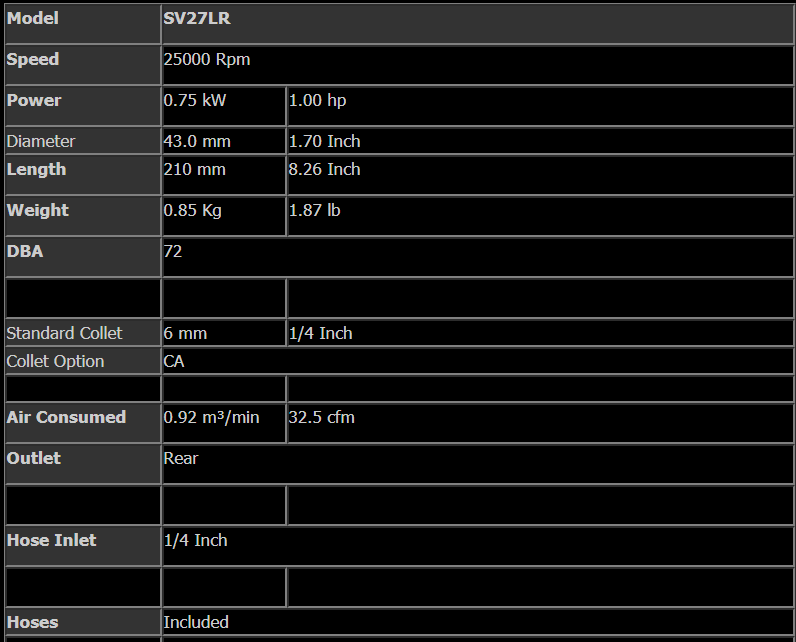 Model SV27LR
Speed 25000 Rpm
Power 0.75 kW 1.00 hp
Diameter 43.0 mm 1.70 Inch
Length 210 mm 8.26 Inch
Weight 0.85 Kg 1.87 lb
DBA 72
Standard Collet 6 mm 1/4 Inch
Collet Option CA
Air Consumed 0.92 m³/min 32.5 cfm
Outlet Rear
Hose Inlet 1/4 Inch
Hoses Included